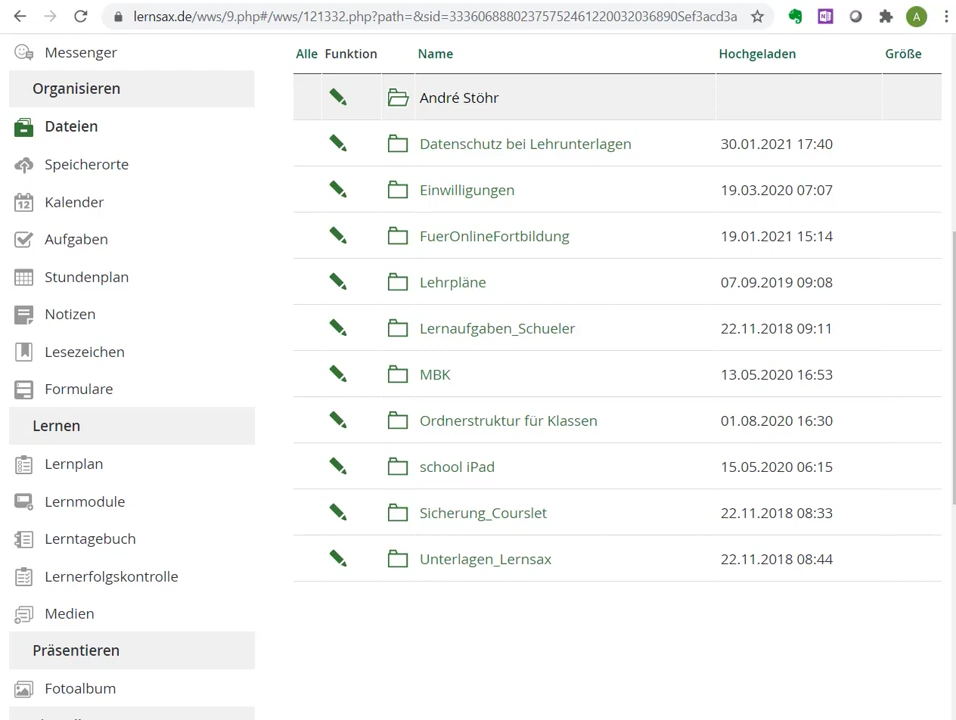 lernsax.de/wws/9.php#/wws/121332.php?path=&sid=33360688802375752461220032036890Sef3acd3a
A
Messenger
Organisieren
Dateien
Speicherorte
12
Kalender
Aufgaben
Stundenplan
Notizen
Lesezeichen
Formulare
Lernen
Lernplan
Lernmodule
Lerntagebuch
Lernerfolgskontrolle
Medien
Präsentieren
Fotoalbum
Alle Funktion Name Hochgeladen Größe
André Stöhr
Datenschutz bei Lehrunterlagen 30.01.2021 17:40
Einwilligungen 19.03.2020 07:07
FuerOnlineFortbildung 19.01.2021 15:14
Lehrpläne 07.09.2019 09:08
Lernaufgaben_Schueler 22.11.2018 09:11
MBK 13.05.2020 16:53
Ordnerstruktur für Klassen 01.08.2020 16:30
school iPad 15.05.2020 06:15
Sicherung_Courslet 22.11.2018 08:33
Unterlagen_Lernsax 22.11.2018 08:44